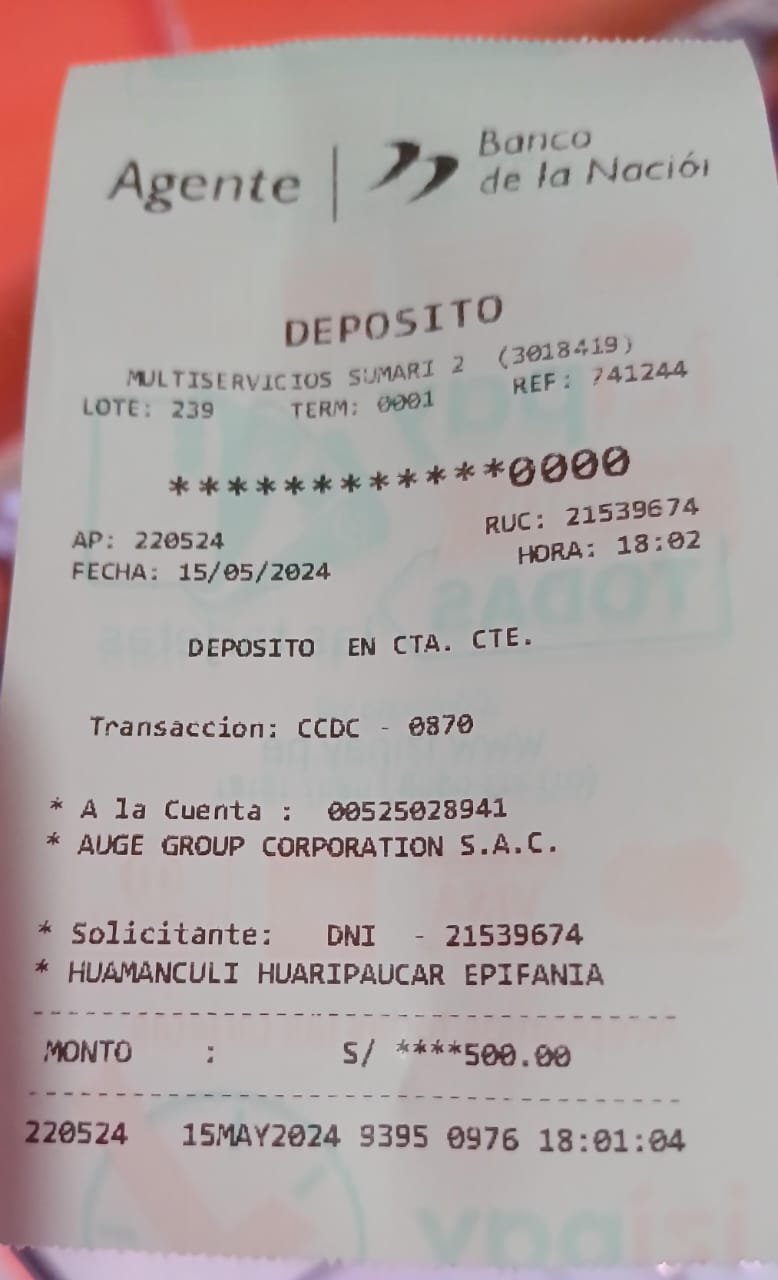 Agente | Banco
de la Nación
DEPOSITO
MULTISERVICIOS SUMARI 2 (3018419)
LOTE: 239 TERM: 0001 REF: 741244
************0000
AP: 220524 RUC: 21539674
FECHA: 15/05/2024 HORA: 18:02
DEPOSITO EN CTA. CTE.
Transaccion: CCDC - 0870
* A la Cuenta : 00525028941
* AUGE GROUP CORPORATION S.A.C.
* Solicitante: DNI - 21539674
* HUAMANCULI HUARIPAUCAR EPIFANIA
MONTO : S/ ****500.00
220524 15MAY2024 9395 0976 18:01:04